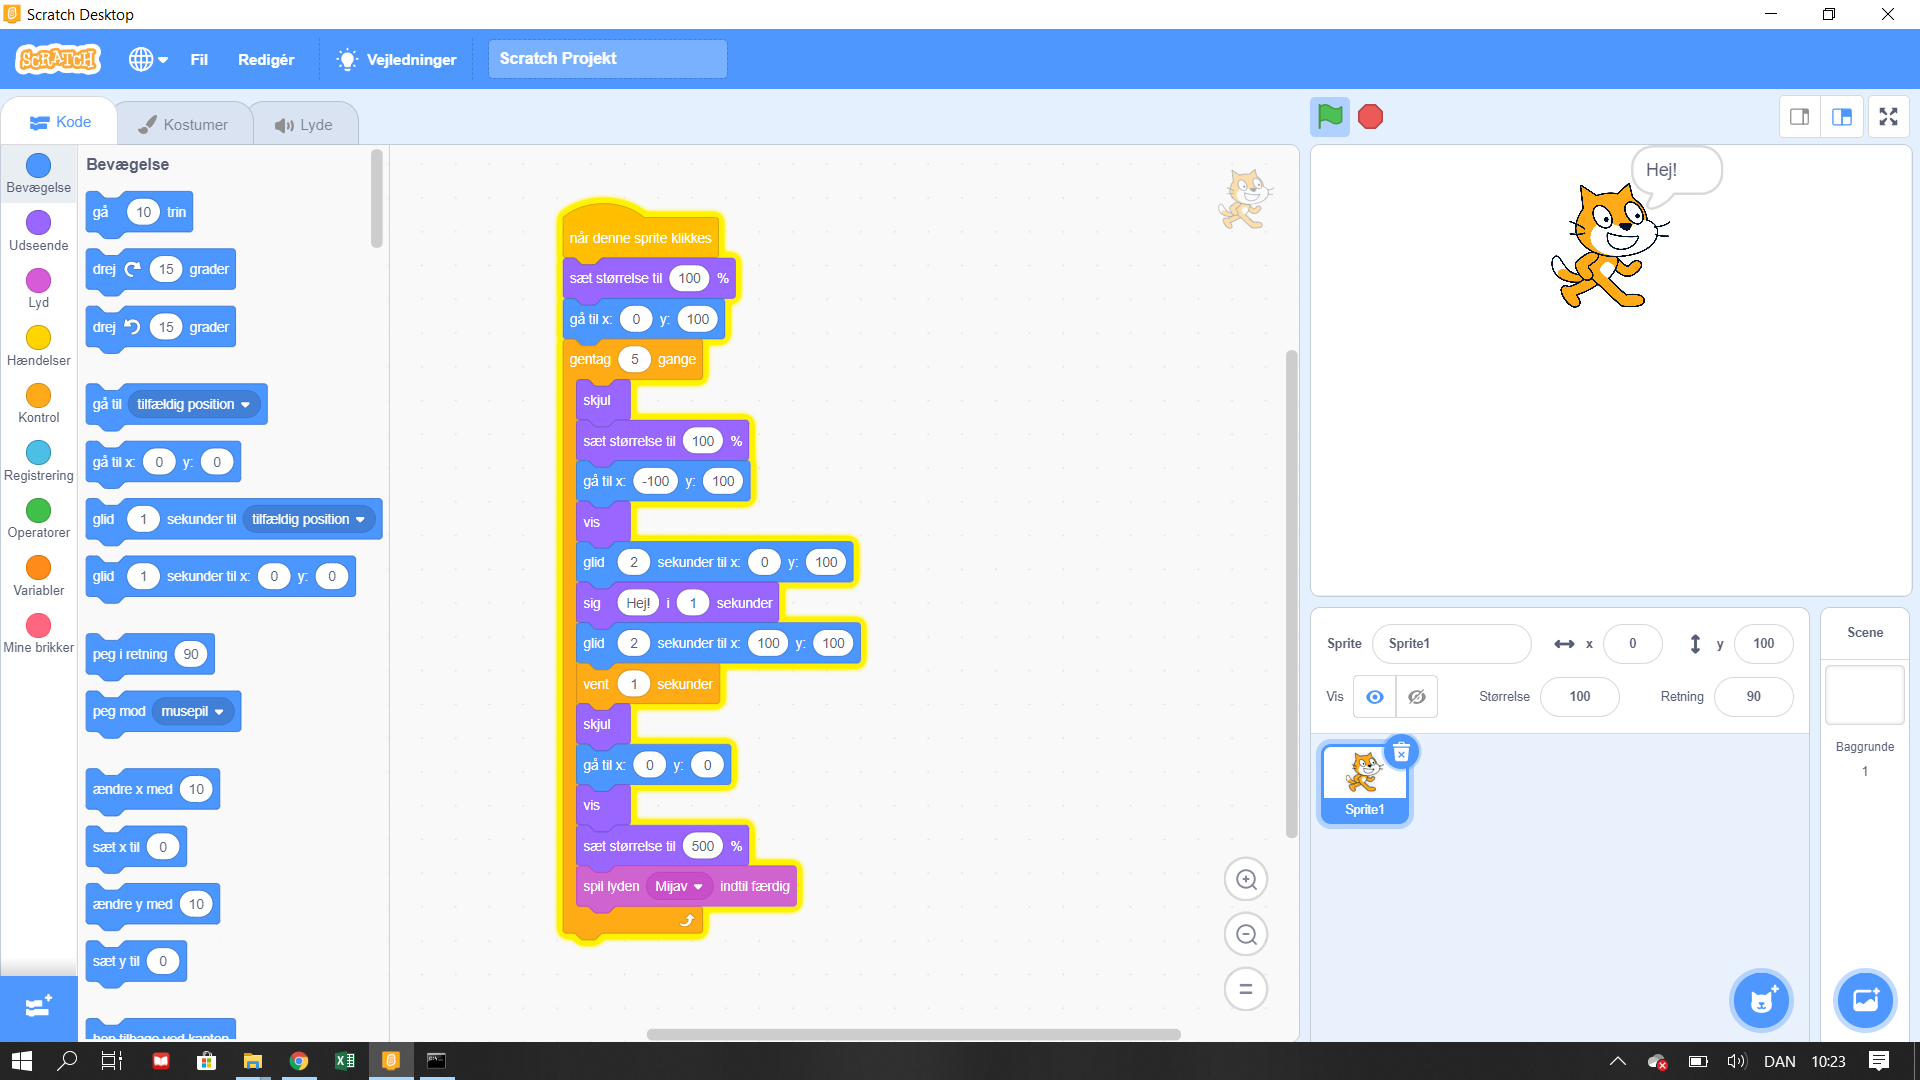 Scratch Desktop
SCRATCH
Fil
Redigér
Vejledninger
Scratch Projekt
Kode
Kostumer
Lyde
Bevægelse
Udseende
Lyd
Hændelser
Kontrol
Registrering
Operatorer
Variabler
Mine brikker
Bevægelse
gå 10 trin
drej 15 grader
drej 15 grader
gå til tilfældig position
gå til x: 0 y: 0
glid 1 sekunder til tilfældig position
glid 1 sekunder til x: 0 y: 0
peg i retning 90
peg mod musepil
ændre x med 10
sæt x til 0
ændre y med 10
sæt y til 0
hop tilbage ved kanten
når denne sprite klikkes
sæt størrelse til 100 %
gå til x: 0 y: 100
gentag 5 gange
skjul
sæt størrelse til 100 %
gå til x: -100 y: 100
vis
glid 2 sekunder til x: 0 y: 100
sig Hej! i 1 sekunder
glid 2 sekunder til x: 100 y: 100
vent 1 sekunder
skjul
gå til x: 0 y: 0
vis
sæt størrelse til 500 %
spil lyden Mijav indtil færdig
Hej!
Sprite Sprite1 x 0 y 100
Vis Størrelse 100 Retning 90
Sprite1
Scene
Baggrunde
1
DAN 10:23